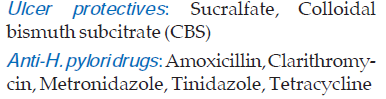 Ulcer protectives: Sucralfate, Colloidal
bismuth subcitrate (CBS)
Anti-H. pylori drugs: Amoxicillin, Clarithromy-
cin, Metronidazole, Tinidazole, Tetracycline